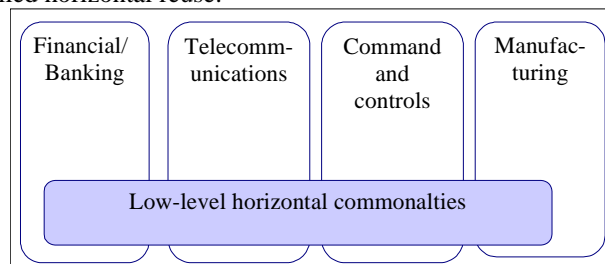 ned horizontal reuse.
Financial/
Banking
Telecomm-
unications
Command
and
controls
Manufac-
turing
Low-level horizontal commonalties